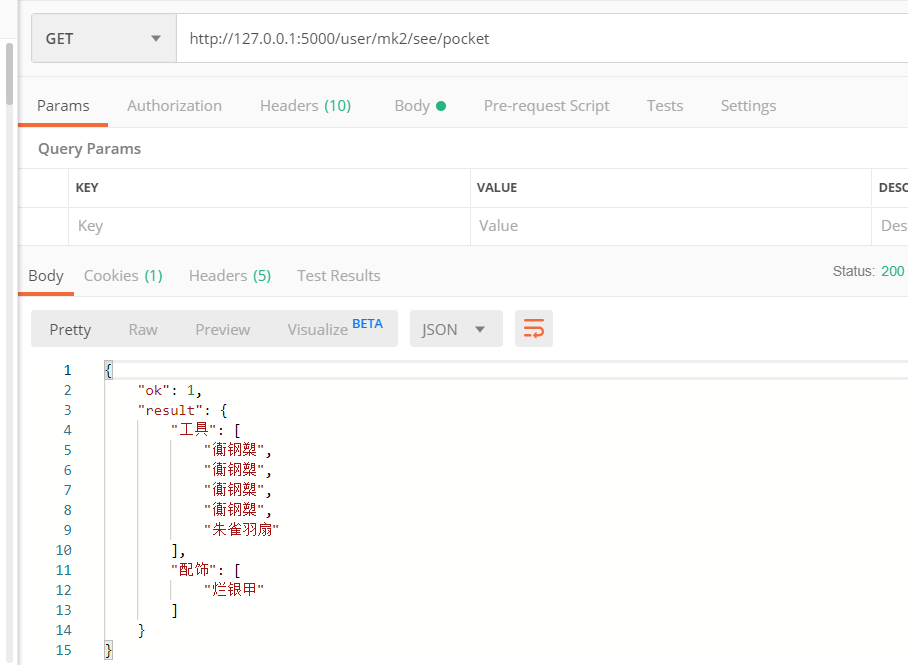 GET http://127.0.0.1:5000/user/mk2/see/pocket
Params Authorization Headers (10) Body Pre-request Script Tests Settings
Query Params
KEY VALUE DESC
Key Value Des
Body Cookies (1) Headers (5) Test Results Status: 200
Pretty Raw Preview Visualize BETA JSON
1 {
2 "ok": 1,
3 "result": {
4 "工具": [
5 "衠钢槊",
6 "衠钢槊",
7 "衠钢槊",
8 "衠钢槊",
9 "朱雀羽扇"
10 ],
11 "配饰": [
12 "烂银甲"
13 ]
14 }
15 }